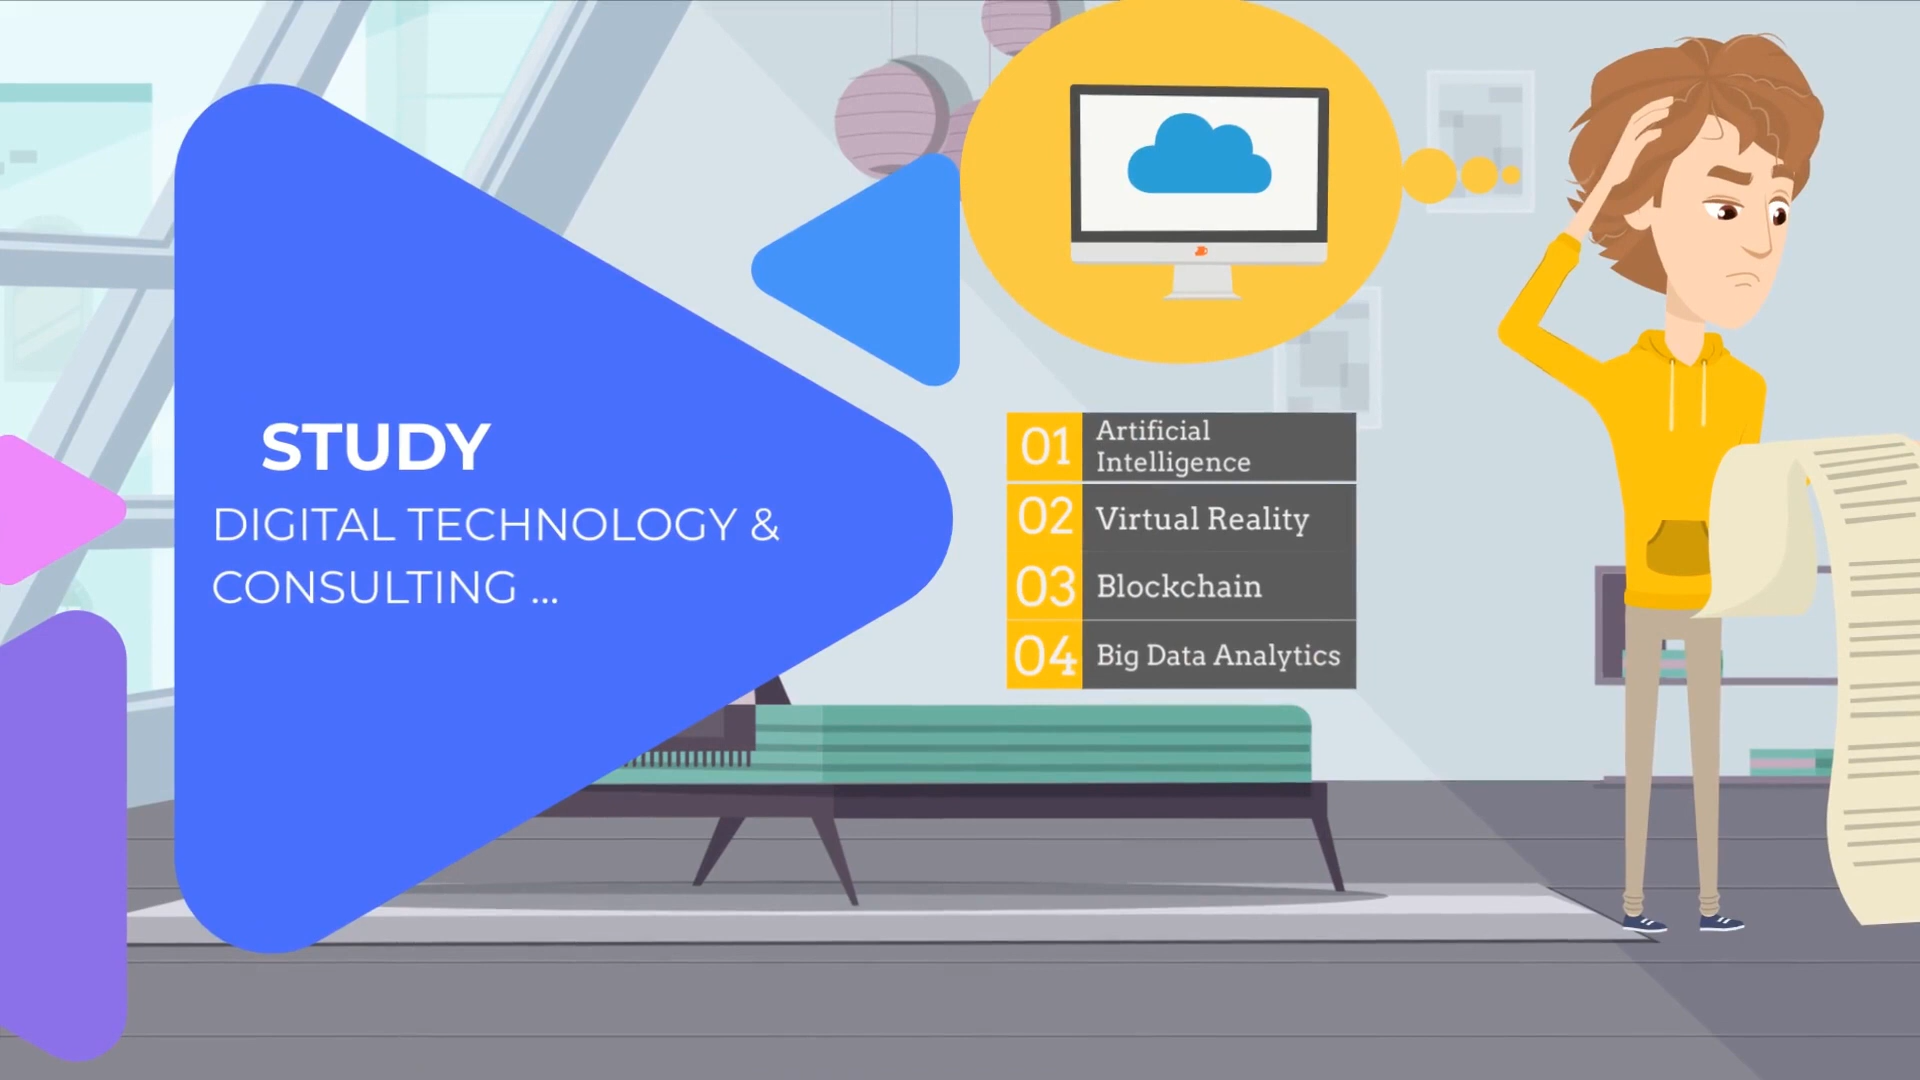 STUDY
DIGITAL TECHNOLOGY &
CONSULTING ...
01 Artificial
Intelligence
02 Virtual Reality
03 Blockchain
04 Big Data Analytics